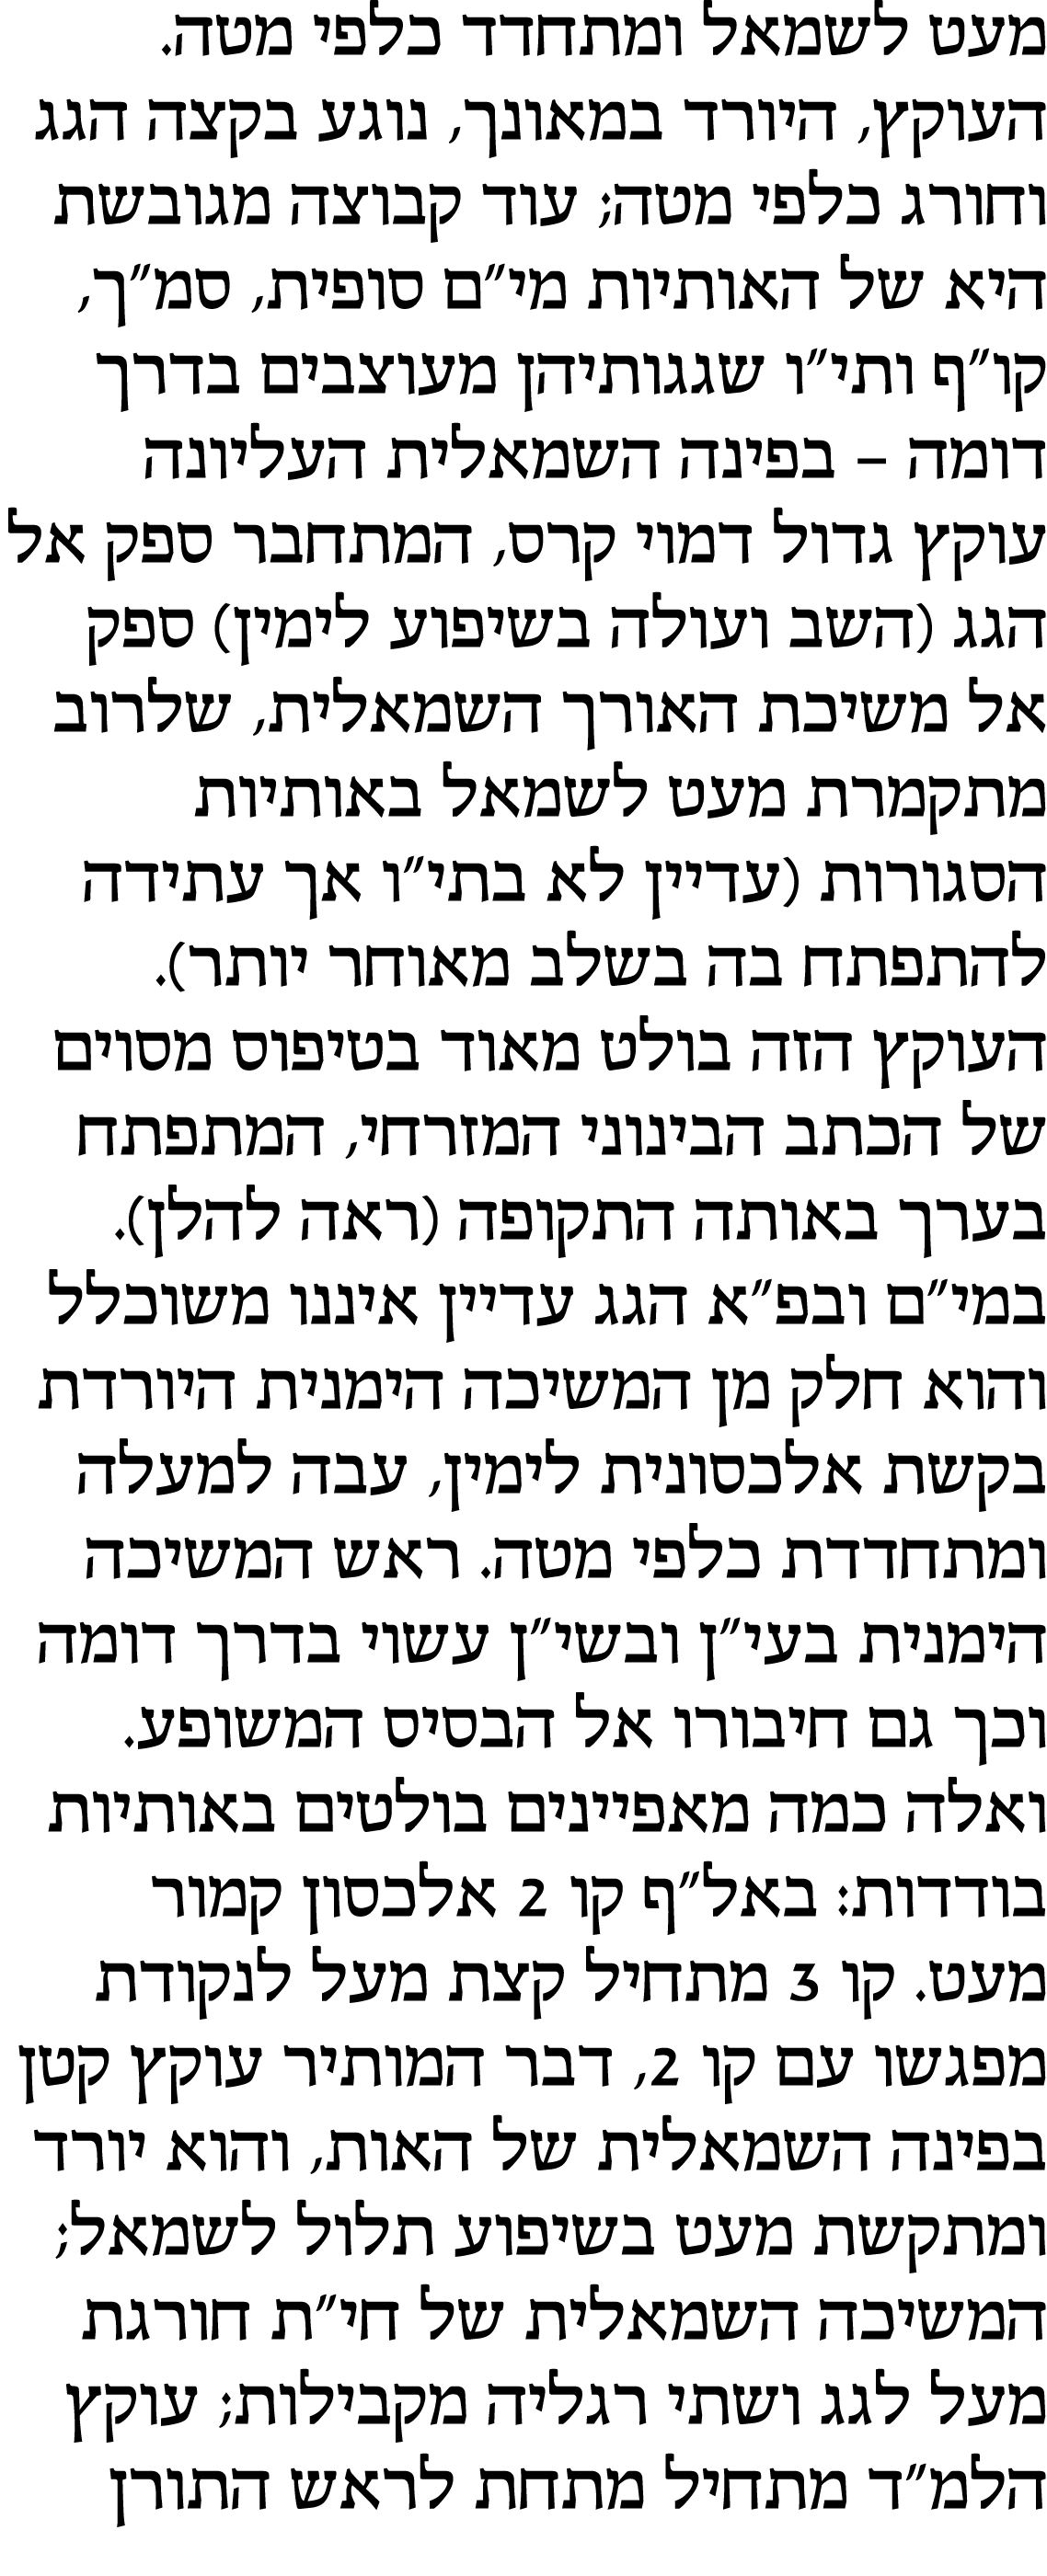 מעט לשמאל ומתחדד כלפי מטה.
העוקץ, היורד במאונך, נוגע בקצה הגג
וחורג כלפי מטה; עוד קבוצה מגובשת
היא של האותיות מי״ם סופית, סמ״ך,
קו״ף ותי״ו שגגותיהן מעוצבים בדרך
דומה – בפינה השמאלית העליונה
עוקץ גדול דמוי קרס, המתחבר ספק אל
הגג (השב ועולה בשיפוע לימין) ספק
אל משיכת האורך השמאלית, שלרוב
מתקמרת מעט לשמאל באותיות
הסגורות (עדיין לא בתי״ו אך עתידה
להתפתח בה בשלב מאוחר יותר).
העוקץ הזה בולט מאוד בטיפוס מסוים
של הכתב הבינוני המזרחי, המתפתח
בערך באותה התקופה (ראה להלן).
במי״ם ובפ״א הגג עדיין איננו משוכלל
והוא חלק מן המשיכה הימנית היורדת
בקשת אלכסונית לימין, עבה למעלה
ומתחדדת כלפי מטה. ראש המשיכה
הימנית בעי״ן ובשי״ן עשוי בדרך דומה
וכך גם חיבורו אל הבסיס המשופע.
ואלה כמה מאפיינים בולטים באותיות
בודדות: באל״ף קו 2 אלכסון קמור
מעט. קו 3 מתחיל קצת מעל לנקודת
מפגשו עם קו 2, דבר המותיר עוקץ קטן
בפינה השמאלית של האות, והוא יורד
ומתקשת מעט בשיפוע תלול לשמאל;
המשיכה השמאלית של חי״ת חורגת
מעל לגג ושתי רגליה מקבילות; עוקץ
הלמ״ד מתחיל מתחת לראש התורן